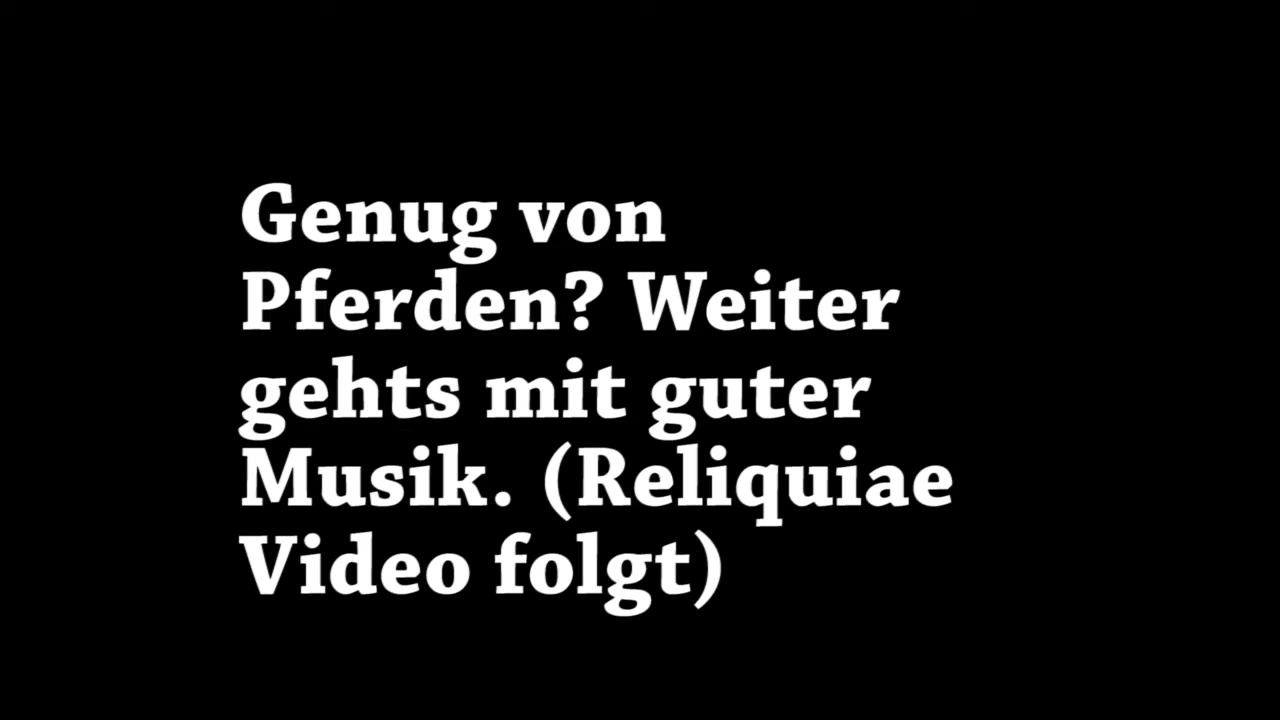 Genug von
Pferden? Weiter
gehts mit guter
Musik. (Reliquiae
Video folgt)